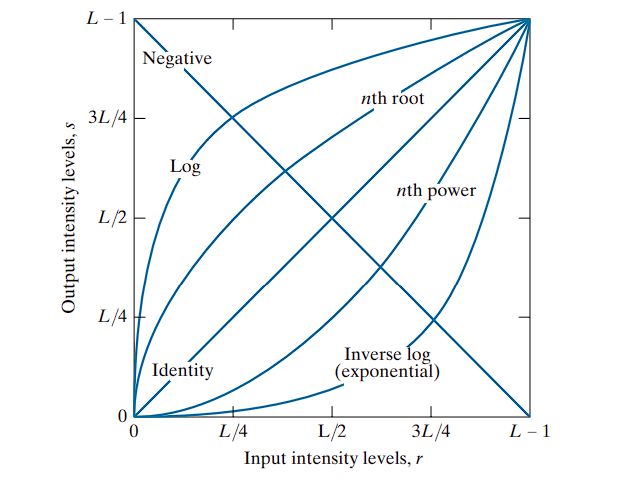 L − 1
Negative
nth root
3L/4
Log
nth power
L/2
L/4
Inverse log
(exponential)
Identity
0
0
L/4
L/2
3L/4
L − 1
Input intensity levels, r
Output intensity levels, s